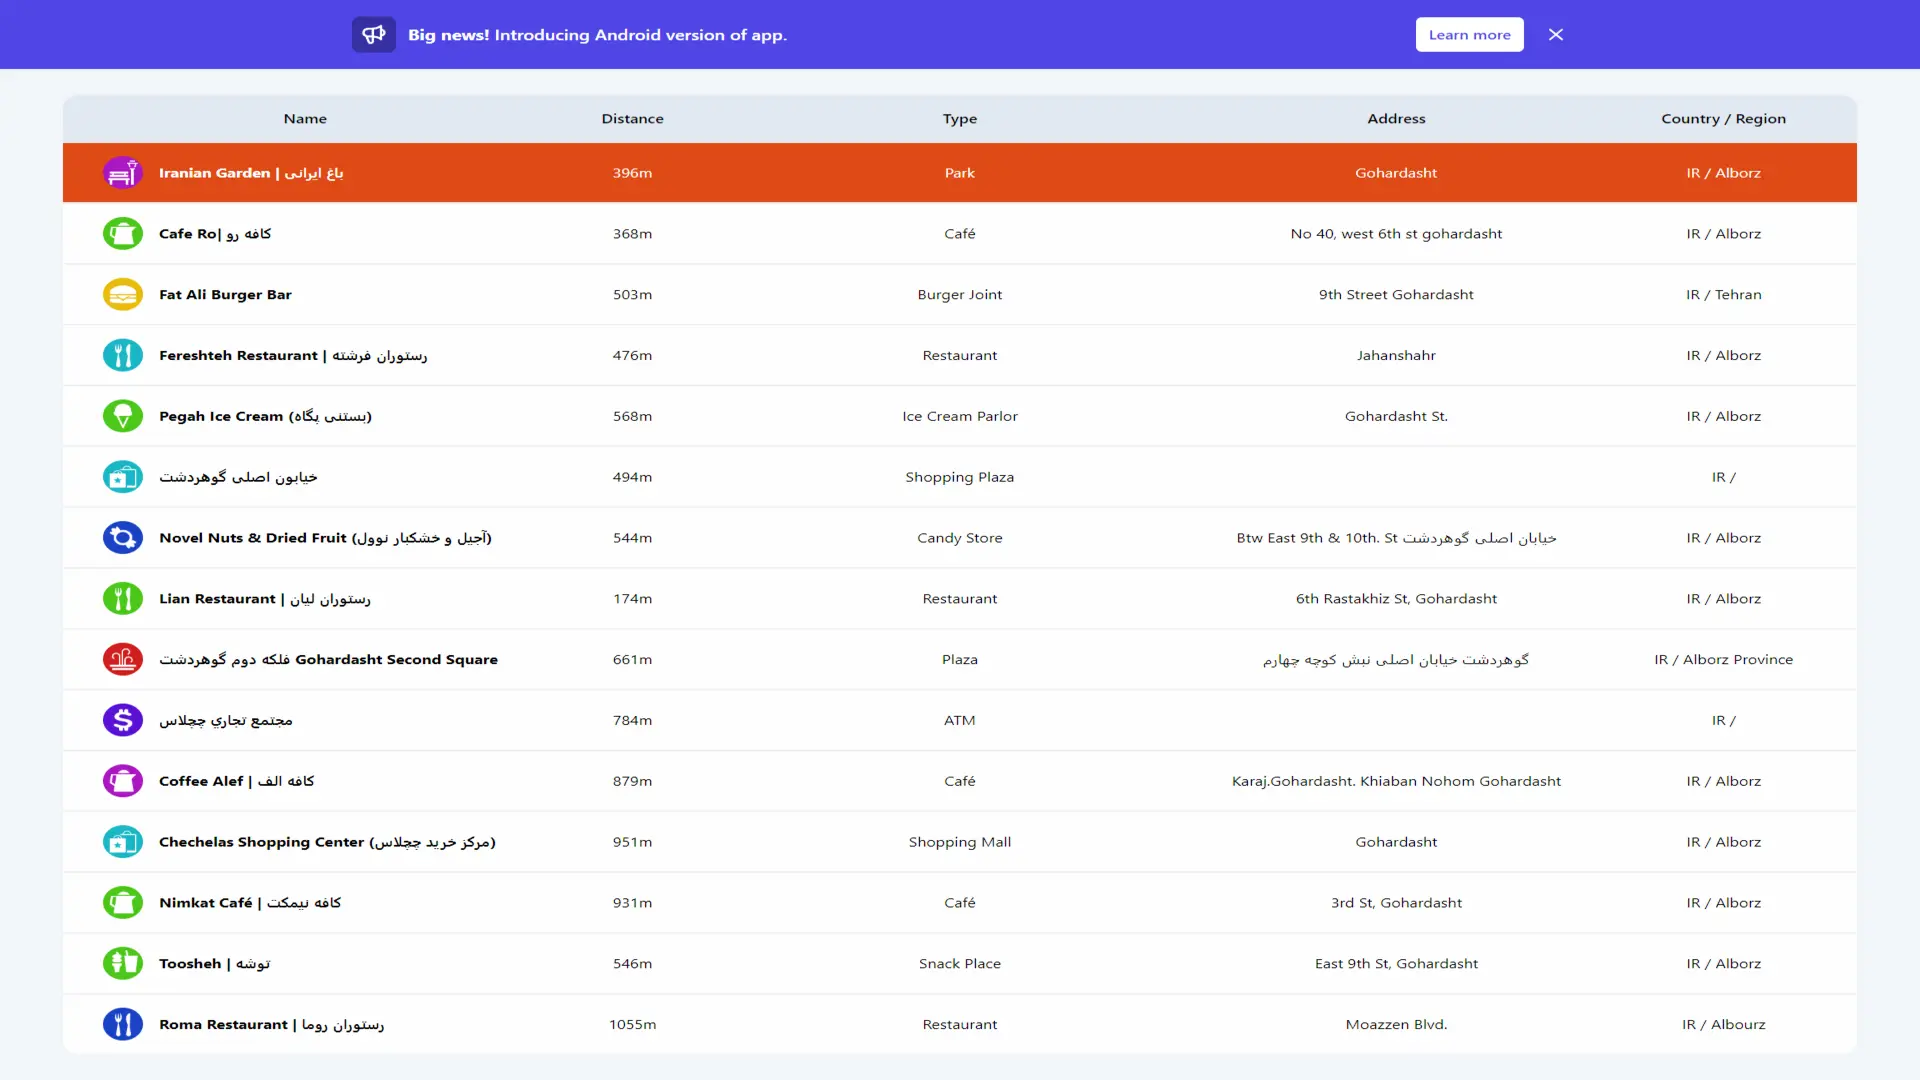 Big news! Introducing Android version of app.
Learn more
Name Distance Type Address Country / Region
Iranian Garden | باغ ایرانی 396m Park Gohardasht IR / Alborz
Cafe Ro| کافه رو 368m Café No 40, west 6th st gohardasht IR / Alborz
Fat Ali Burger Bar 503m Burger Joint 9th Street Gohardasht IR / Tehran
Fereshteh Restaurant | رستوران فرشته 476m Restaurant Jahanshahr IR / Alborz
Pegah Ice Cream (بستنی پگاه) 568m Ice Cream Parlor Gohardasht St. IR / Alborz
خیابون اصلی گوهردشت 494m Shopping Plaza IR /
Novel Nuts & Dried Fruit (آجیل و خشکبار نوول) 544m Candy Store Btw East 9th & 10th. St خیابان اصلی گوهردشت IR / Alborz
Lian Restaurant | رستوران لیان 174m Restaurant 6th Rastakhiz St, Gohardasht IR / Alborz
فلکه دوم گوهردشت Gohardasht Second Square 661m Plaza گوهردشت خیابان اصلی نبش کوچه چهارم IR / Alborz Province
مجتمع تجاري چچلاس 784m ATM IR /
Coffee Alef | کافه الف 879m Café Karaj.Gohardasht. Khiaban Nohom Gohardasht IR / Alborz
Chechelas Shopping Center (مرکز خرید چچلاس) 951m Shopping Mall Gohardasht IR / Alborz
Nimkat Café | کافه نیمکت 931m Café 3rd St, Gohardasht IR / Alborz
Toosheh | توشه 546m Snack Place East 9th St, Gohardasht IR / Alborz
Roma Restaurant | رستوران روما 1055m Restaurant Moazzen Blvd. IR / Albourz